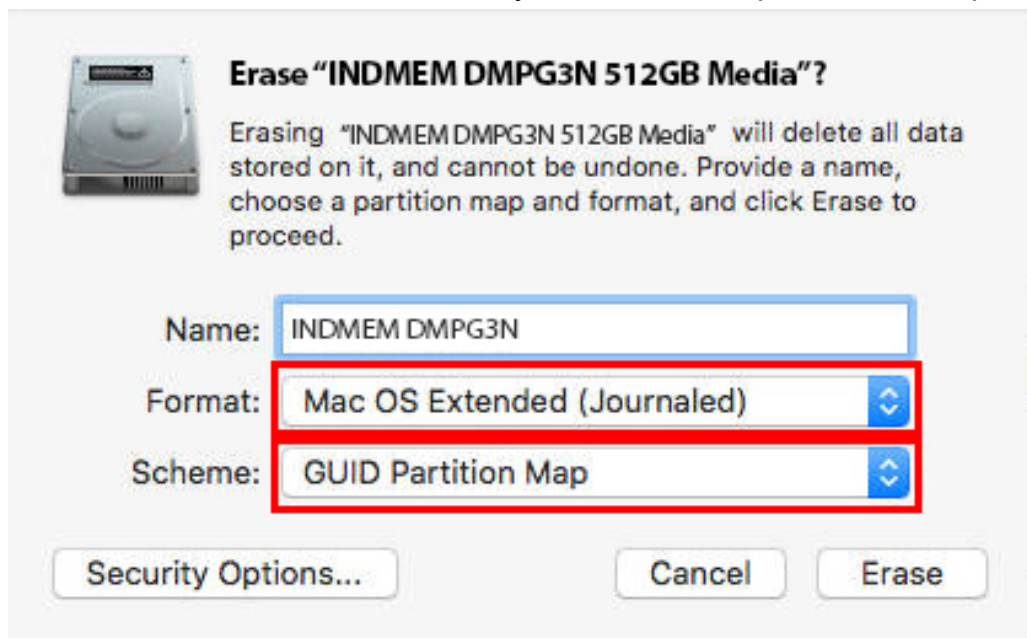 Erase “INDMEM DMPG3N 512GB Media”?
Erasing “INDMEM DMPG3N 512GB Media” will delete all data
stored on it, and cannot be undone. Provide a name,
choose a partition map and format, and click Erase to
proceed.
Name: INDMEM DMPG3N
Format: Mac OS Extended (Journaled)
Scheme: GUID Partition Map
Security Options... Cancel Erase